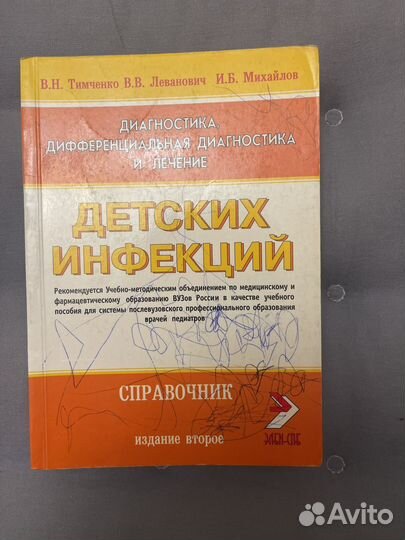 В.Н. Тимченко В.В. Леванович И.Б. Михайлов
ДИАГНОСТИКА,
ДИФФЕРЕНЦИАЛЬНАЯ ДИАГНОСТИКА
И ЛЕЧЕНИЕ
ДЕТСКИХ
ИНФЕКЦИЙ
Рекомендуется Учебно-методическим объединением по медицинскому и
фармацевтическому образованию ВУЗов России в качестве учебного
пособия для системы послевузовского профессионального образования
врачей педиатров
СПРАВОЧНИК
издание второе
ЭЛБИ-СПб
Avito